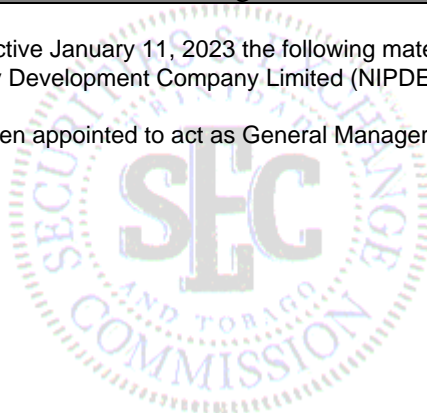 ctive January 11, 2023 the following mate
y Development Company Limited (NIPDE
en appointed to act as General Manager
SECURITIES & EXCHANGE
TRINIDAD
SEC
AND TOBAGO
COMMISSION